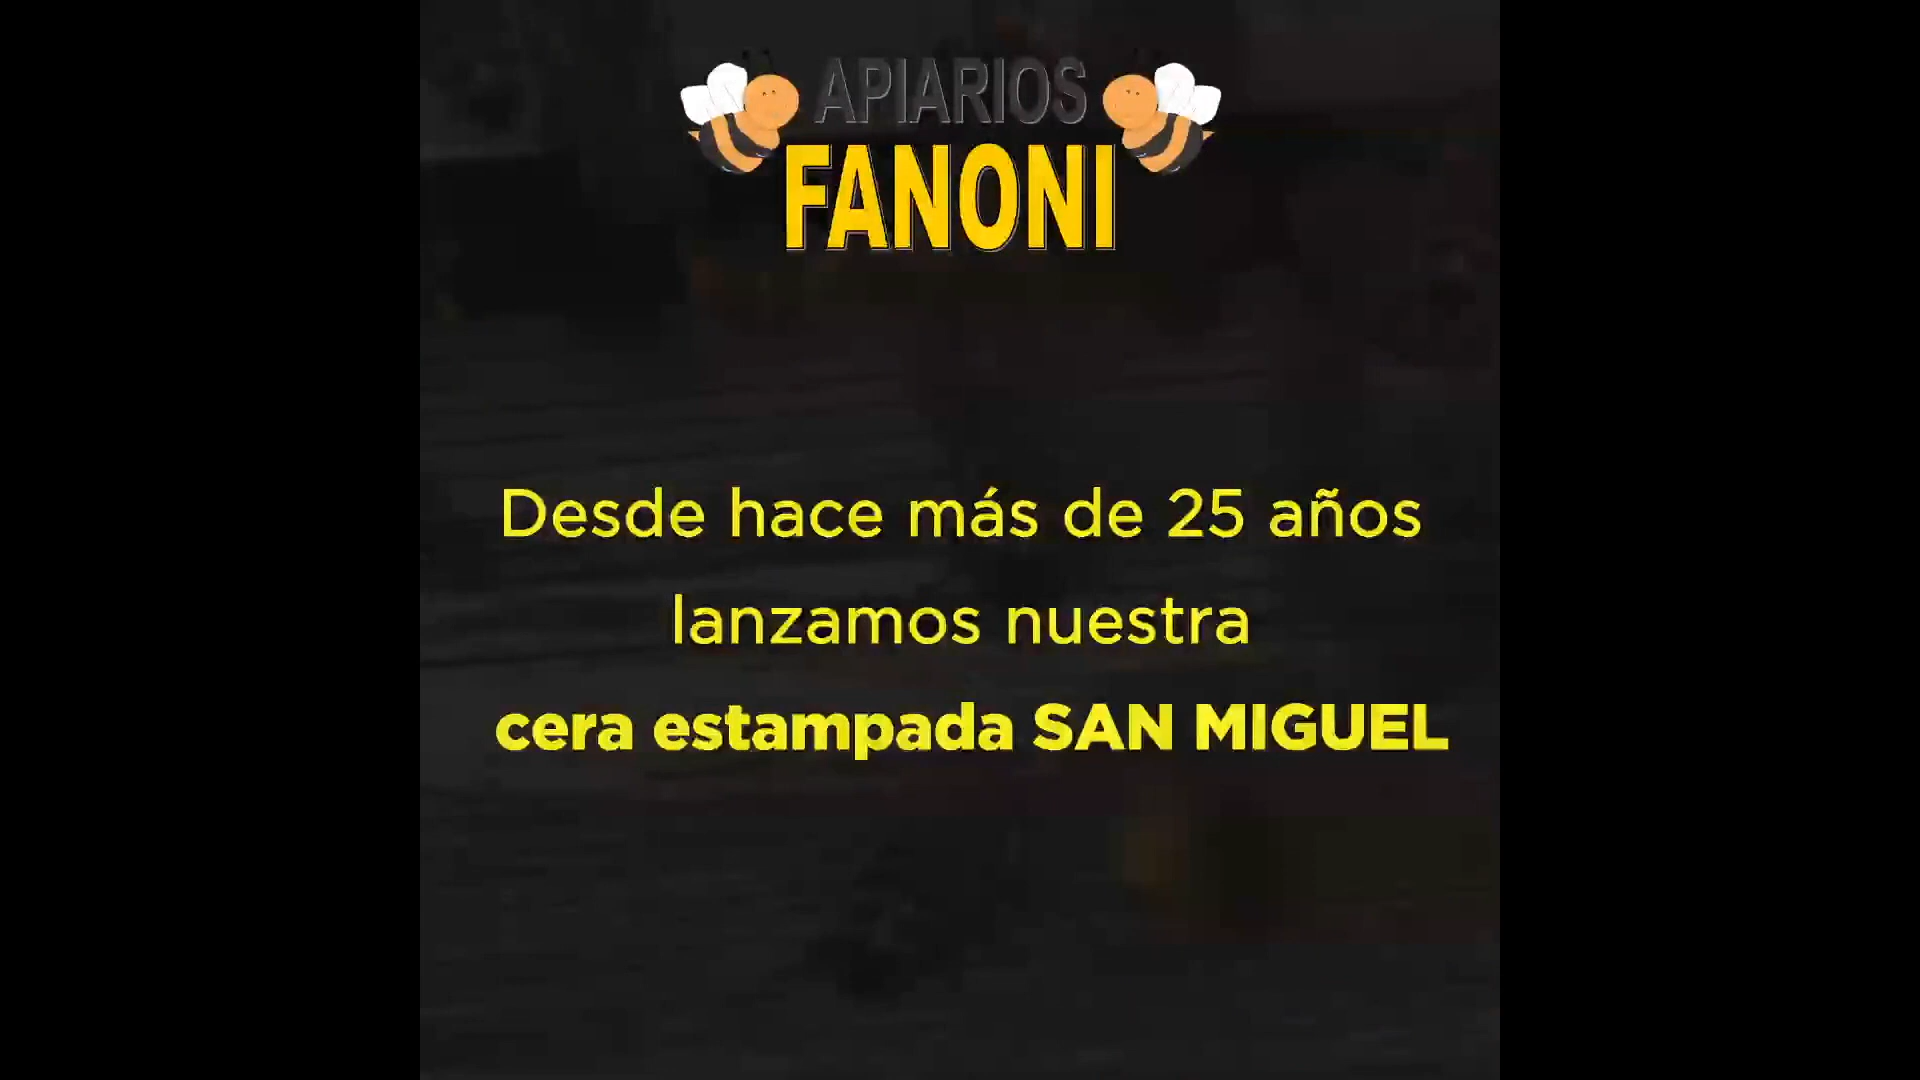 APIARIOS
FANONI
Desde hace más de 25 años
lanzamos nuestra
cera estampada SAN MIGUEL